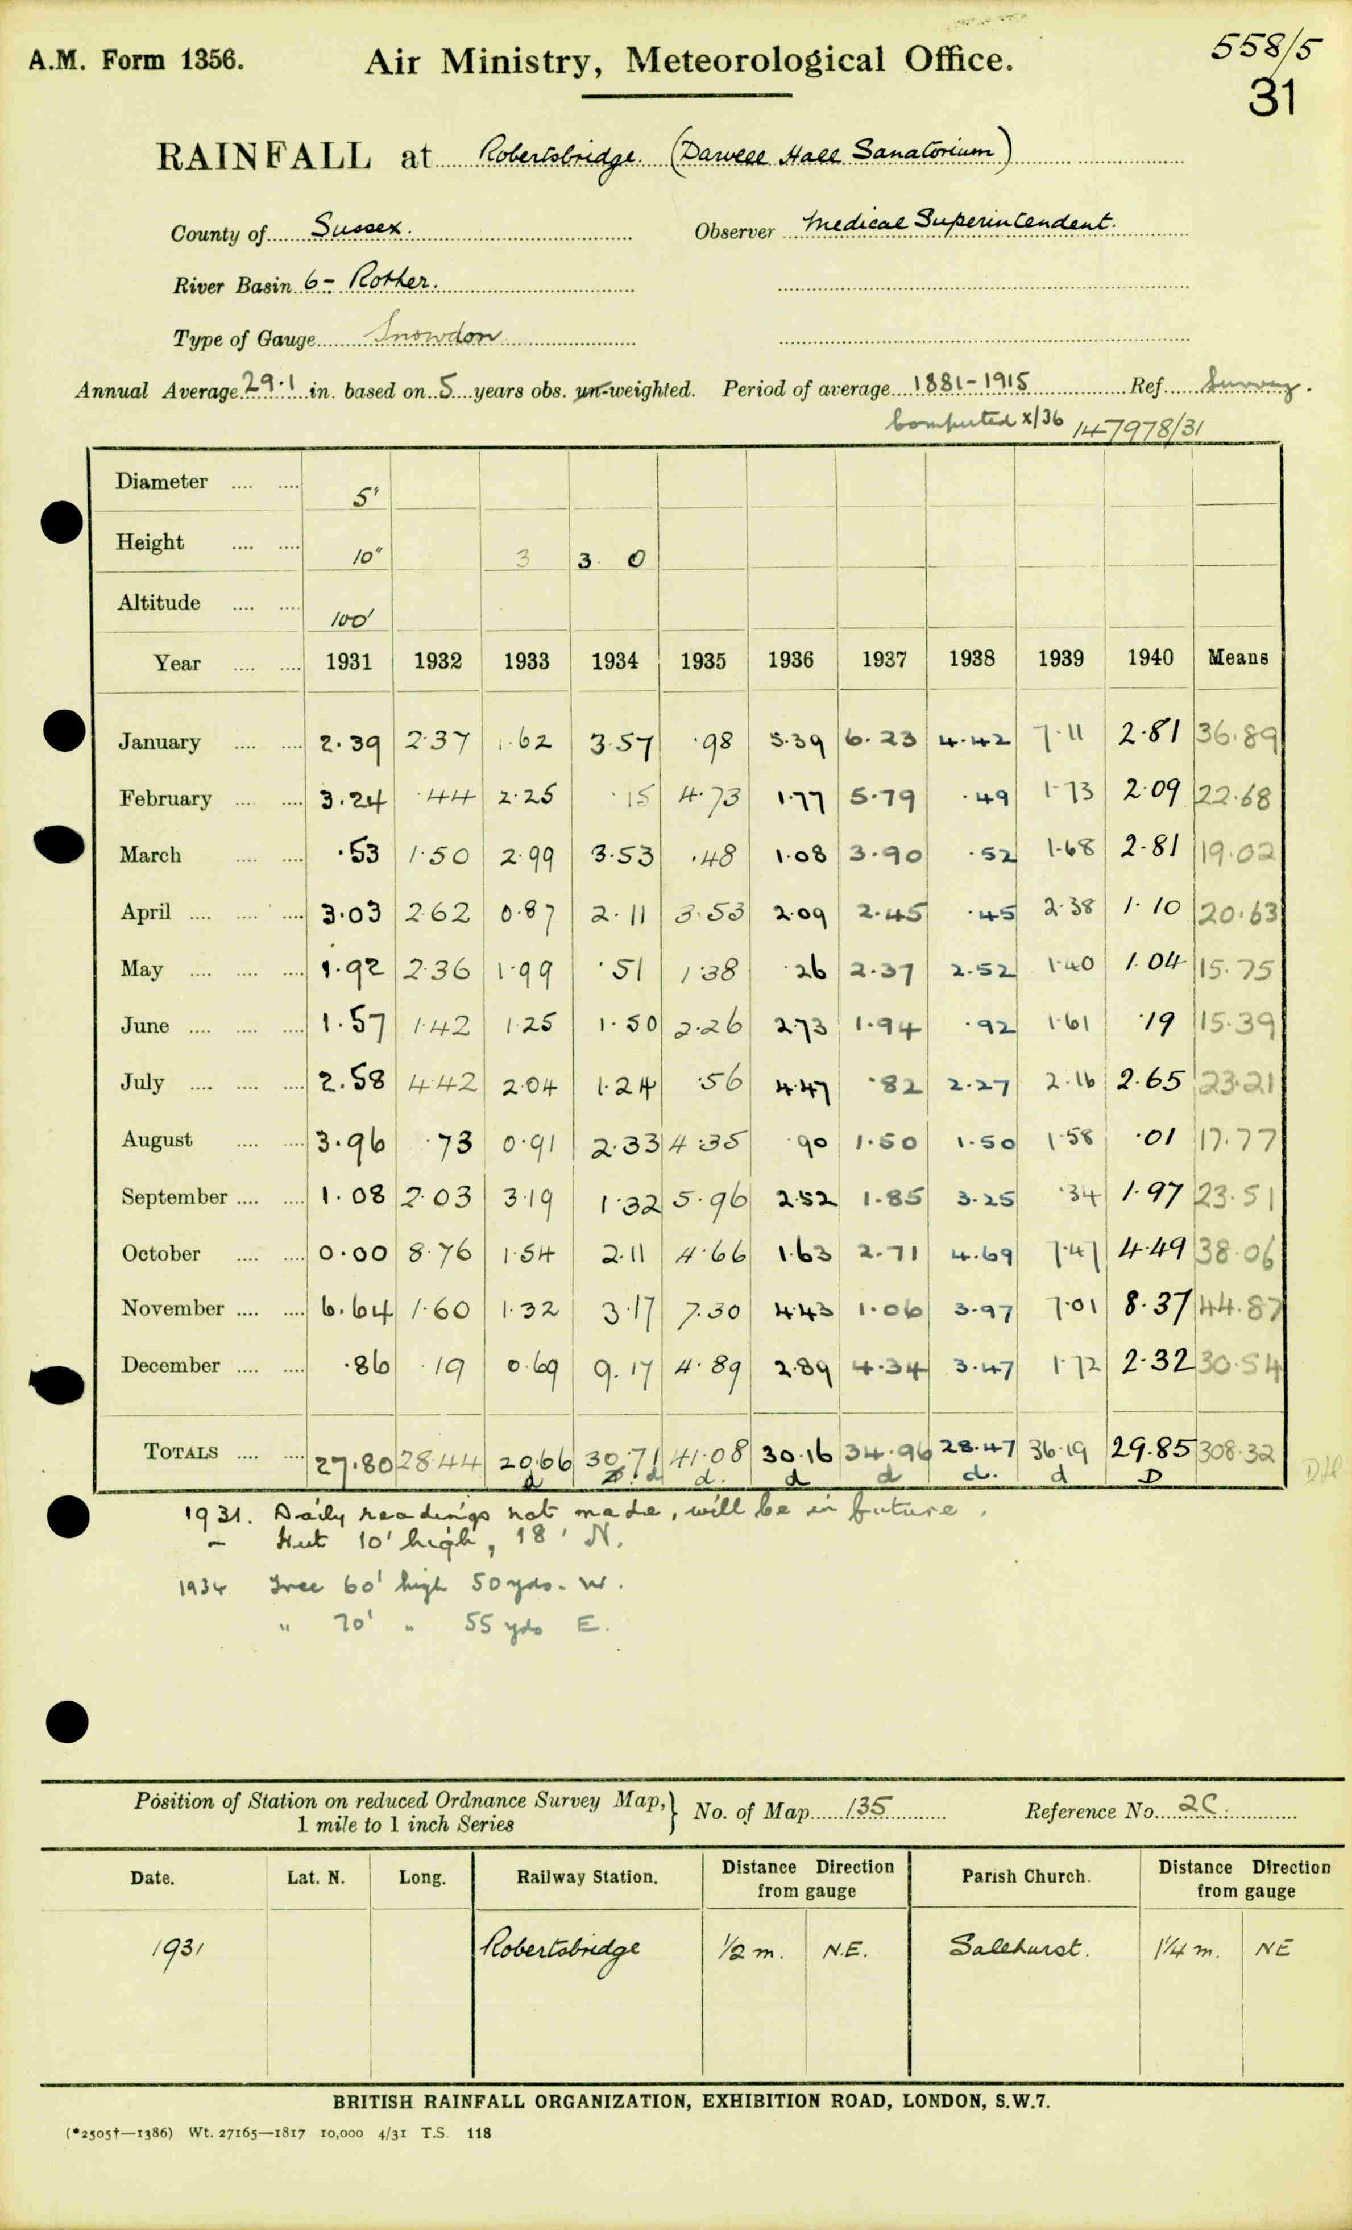 558/5
A.M. Form 1356. Air Ministry, Meteorological Office.
31
RAINFALL at Robertsbridge. (Darwell Hall Sanatorium)
County of Sussex. Observer Medical Superintendent.
River Basin 6- Rother.
Type of Gauge Snowdon
Annual Average 29.1 in. based on 5 years obs. un-weighted. Period of average 1881-1915 Ref. Survey.
Computed X/36 147978/31
Diameter 5"
Height 10" 3 3 0
Altitude 100'
Year 1931 1932 1933 1934 1935 1936 1937 1938 1939 1940 Means
January 2.39 2.37 1.62 3.57 .98 5.39 6.23 4.42 7.11 2.81 36.89
February 3.24 .44 2.25 .15 4.73 1.77 5.79 .49 1.73 2.09 22.68
March .53 1.50 2.99 3.53 .48 1.08 3.90 .52 1.68 2.81 19.02
April 3.03 2.62 0.87 2.11 3.53 2.09 2.45 .45 2.38 1.10 20.63
May 1.92 2.36 1.99 .51 1.38 .26 2.37 2.52 1.40 1.04 15.75
June 1.57 1.42 1.25 1.50 2.26 2.73 1.94 .92 1.61 .19 15.39
July 2.58 4.42 2.04 1.24 .56 4.47 .82 2.27 2.16 2.65 23.21
August 3.96 .73 0.91 2.33 4.35 .90 1.50 1.50 1.58 .01 17.77
September 1.08 2.03 3.19 1.32 5.96 2.52 1.85 3.25 .34 1.97 23.51
October 0.00 8.76 1.54 2.11 4.66 1.63 2.71 4.69 7.47 4.49 38.06
November 6.64 1.60 1.32 3.17 7.30 4.43 1.06 3.97 7.01 8.37 44.87
December .86 .19 0.69 9.17 4.89 2.89 4.34 3.47 1.72 2.32 30.54
TOTALS 27.80 28.44 20.66 30.71 41.08 30.16 34.96 28.47 36.19 29.85 308.32
d d d. d d d. d D
1931. Daily readings not made, will be in future.
– Hut 10' high, 18' N.
1934 Tree 60' high 50 yds. W.
" 70' " 55 yds E.
Position of Station on reduced Ordnance Survey Map,} No. of Map 135 Reference No. 2C.
1 mile to 1 inch Series
Date. Lat. N. Long. Railway Station. Distance Direction from gauge Parish Church. Distance Direction from gauge
1931 Robertsbridge 1/2 m. N.E. Salehurst. 1 1/4 m. NE
BRITISH RAINFALL ORGANIZATION, EXHIBITION ROAD, LONDON, S.W.7.
(*2505†—1386) Wt. 27165—1817 10,000 4/31 T.S. 118